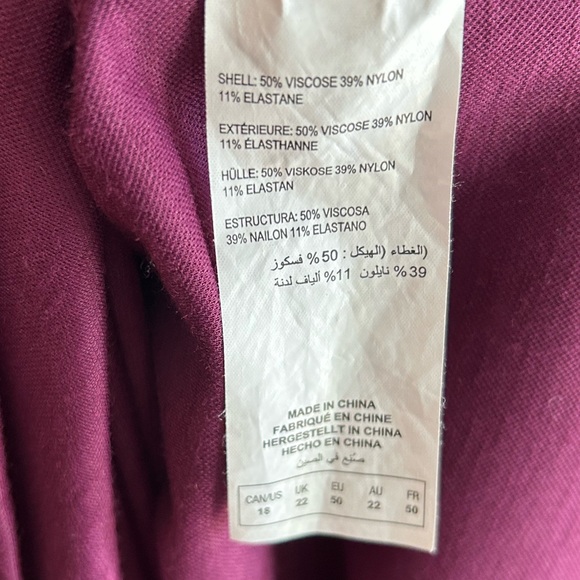 SHELL: 50% VISCOSE 39% NYLON
11% ELASTANE
EXTÉRIEURE: 50% VISCOSE 39% NYLON
11% ÉLASTHANNE
HÜLLE: 50% VISKOSE 39% NYLON
11% ELASTAN
ESTRUCTURA: 50% VISCOSA
39% NAILON 11% ELASTANO
(الغطاء (الهيكل : 50 % فسكوز
39 % نايلون 11% ألياف لدنة
MADE IN CHINA
FABRIQUÉ EN CHINE
HERGESTELLT IN CHINA
HECHO EN CHINA
صنع في الصين
CAN/US UK EU AU FR
18 22 50 22 50